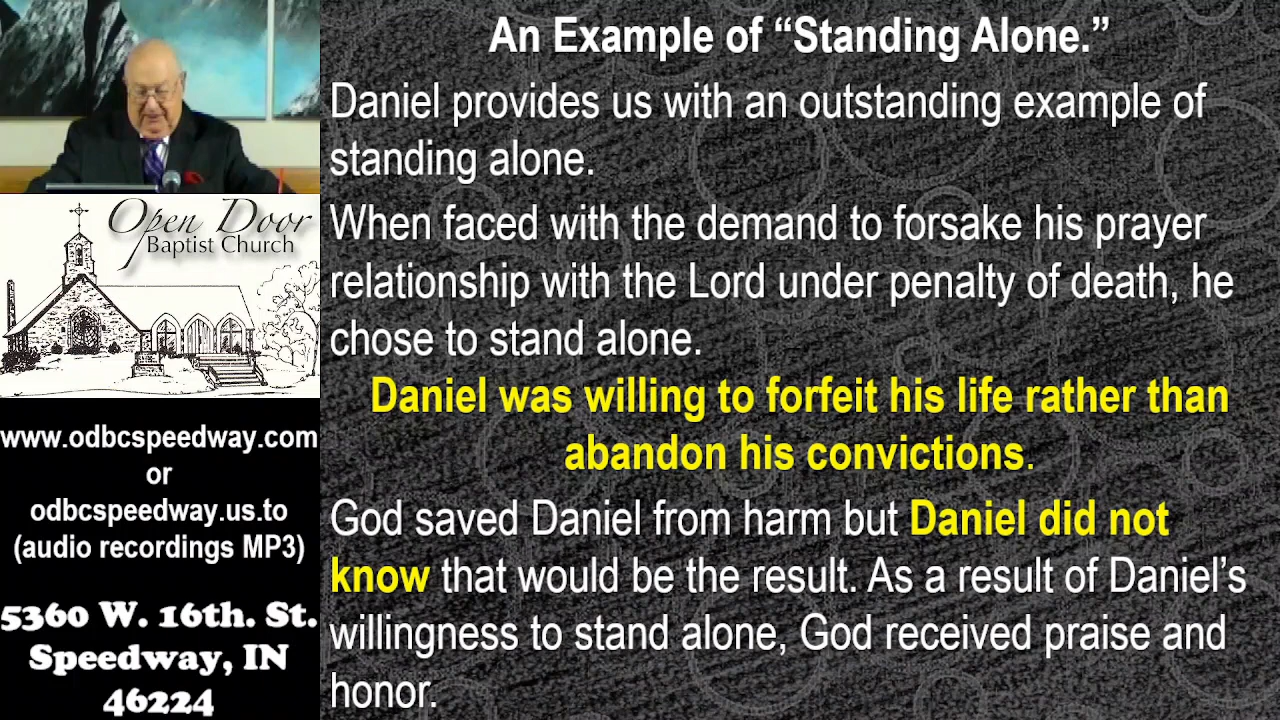 An Example of “Standing Alone.”
Daniel provides us with an outstanding example of
standing alone.
When faced with the demand to forsake his prayer
relationship with the Lord under penalty of death, he
chose to stand alone.
Daniel was willing to forfeit his life rather than
abandon his convictions.
God saved Daniel from harm but Daniel did not
know that would be the result. As a result of Daniel’s
willingness to stand alone, God received praise and
honor.
Open Door
Baptist Church
www.odbcspeedway.com
or
odbcspeedway.us.to
(audio recordings MP3)
5360 W. 16th. St.
Speedway, IN
46224